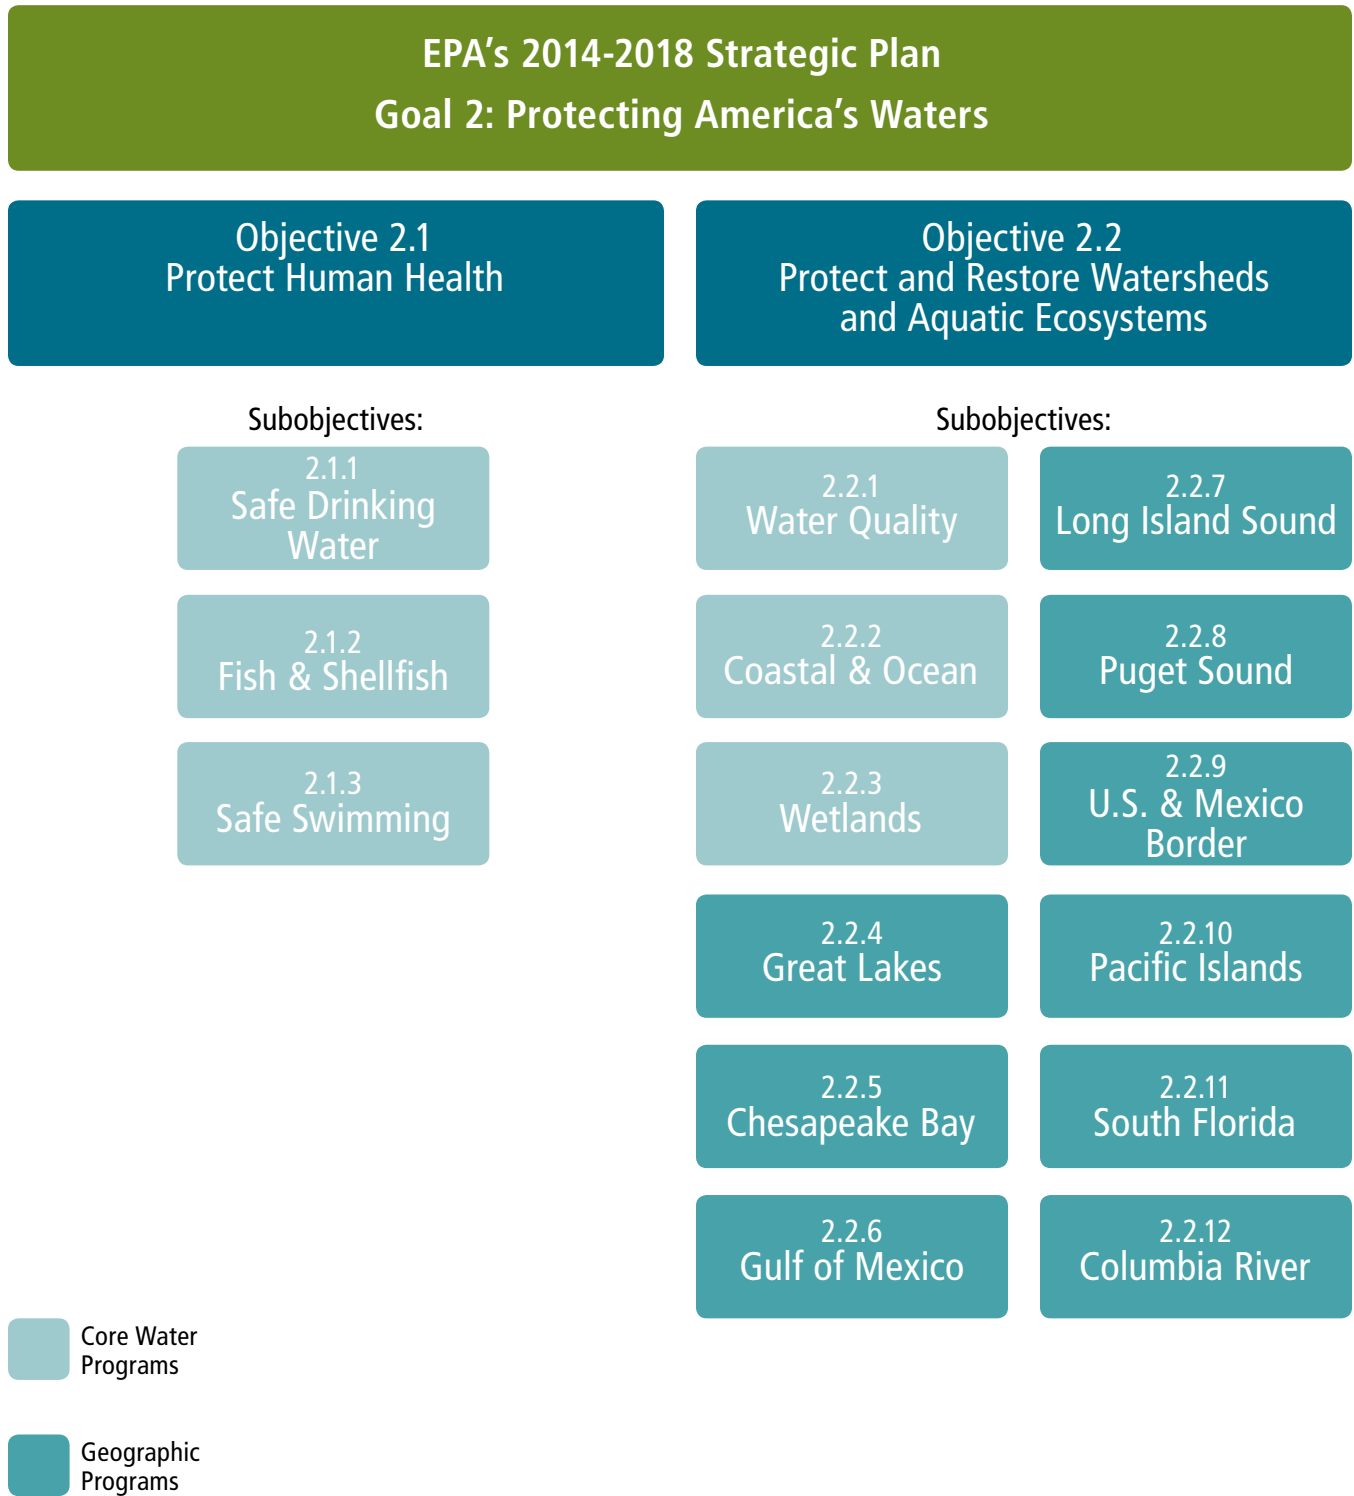 EPA’s 2014-2018 Strategic Plan
Goal 2: Protecting America’s Waters
Objective 2.1
Protect Human Health
Objective 2.2
Protect and Restore Watersheds
and Aquatic Ecosystems
Subobjectives:
2.1.1
Safe Drinking
Water
2.1.2
Fish & Shellfish
2.1.3
Safe Swimming
Subobjectives:
2.2.1
Water Quality
2.2.2
Coastal & Ocean
2.2.3
Wetlands
2.2.4
Great Lakes
2.2.5
Chesapeake Bay
2.2.6
Gulf of Mexico
2.2.7
Long Island Sound
2.2.8
Puget Sound
2.2.9
U.S. & Mexico
Border
2.2.10
Pacific Islands
2.2.11
South Florida
2.2.12
Columbia River
Core Water
Programs
Geographic
Programs